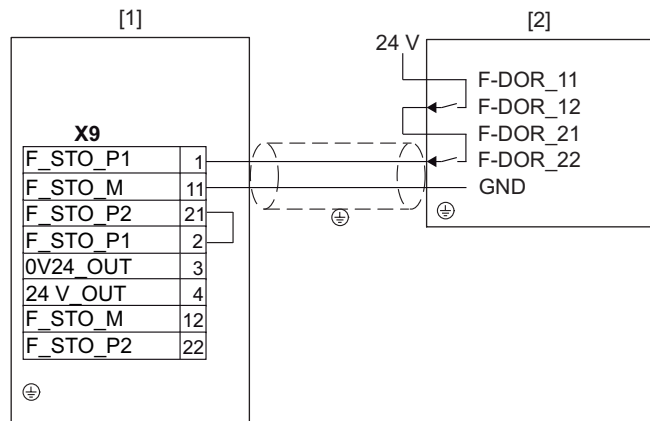 [1]
[2]
24 V
F-DOR_11
F-DOR_12
F-DOR_21
F-DOR_22
GND
X9
F_STO_P1 1
F_STO_M 11
F_STO_P2 21
F_STO_P1 2
0V24_OUT 3
24 V_OUT 4
F_STO_M 12
F_STO_P2 22